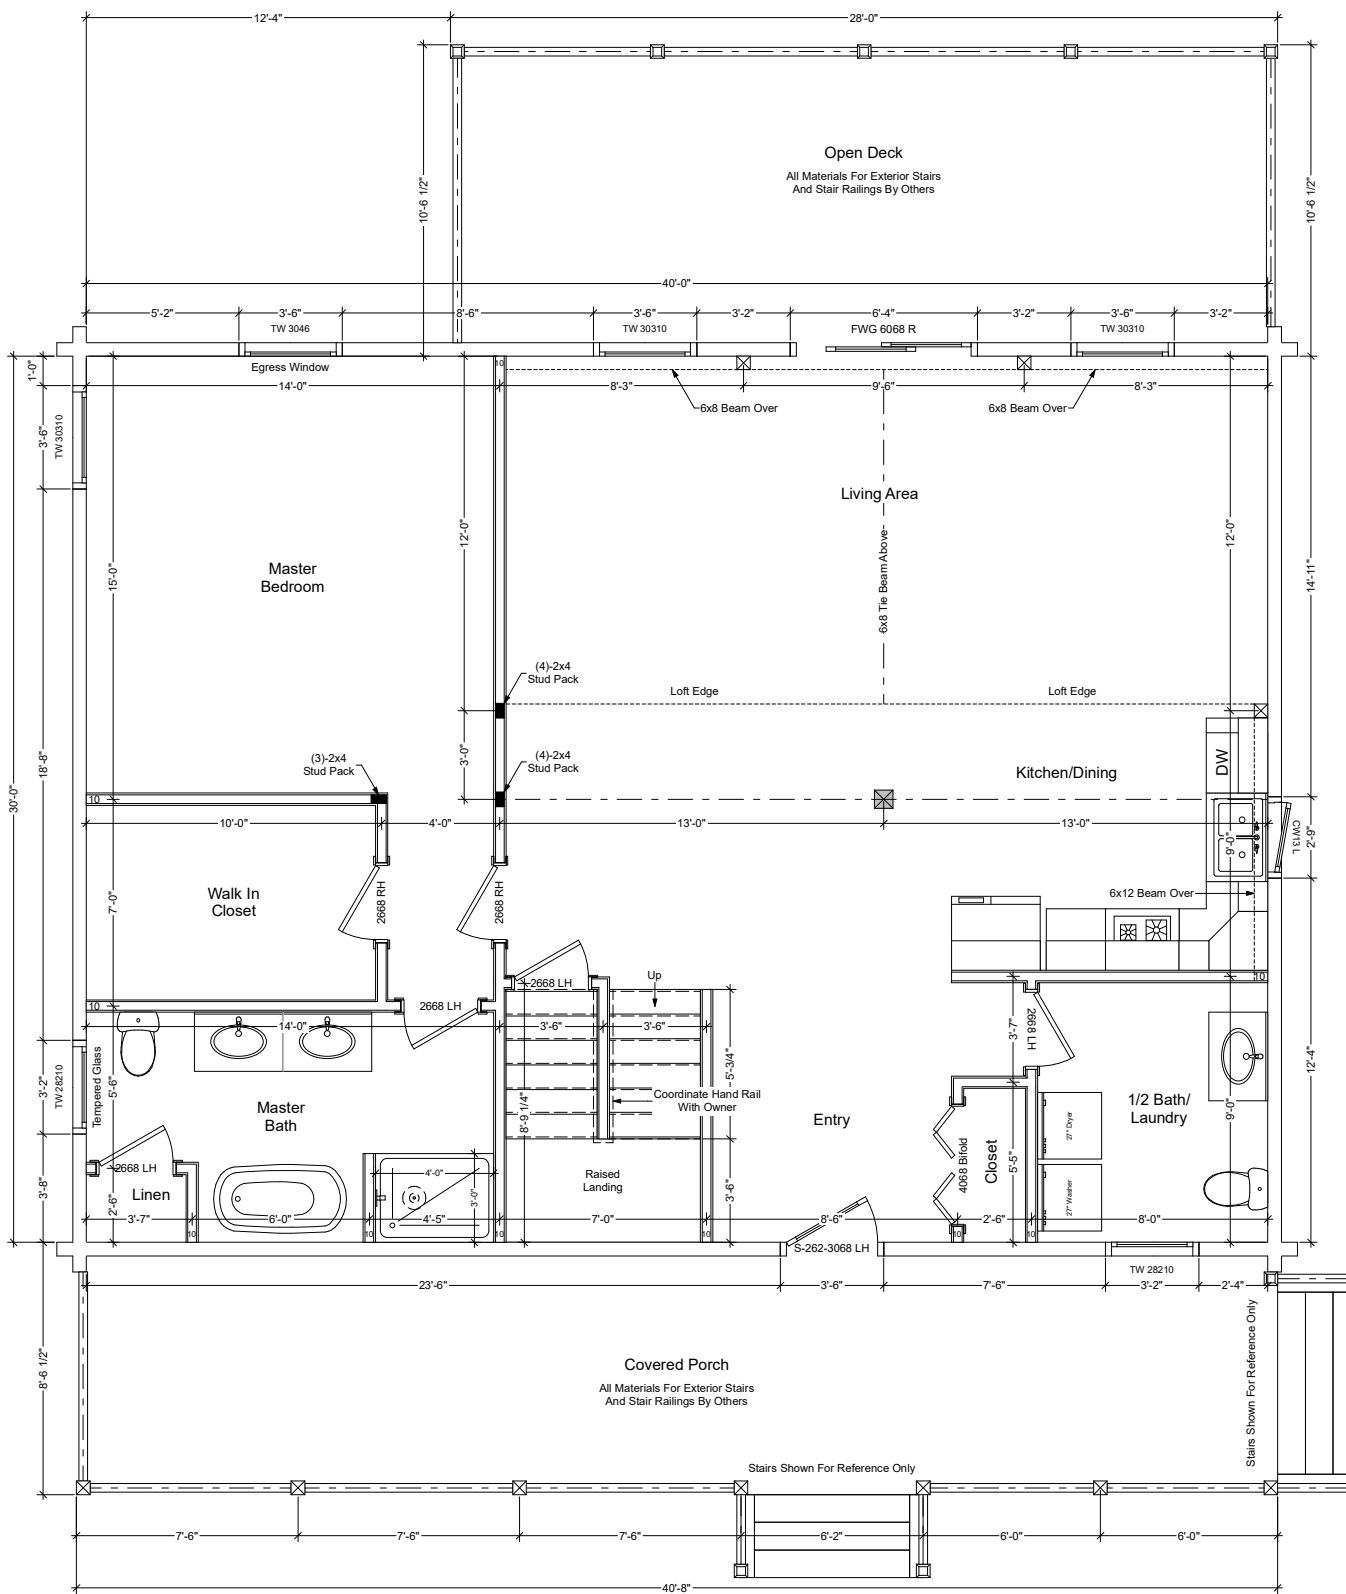 12'-4"
28'-0"
10'-6 1/2"
Open Deck
All Materials For Exterior Stairs
And Stair Railings By Others
10'-6 1/2"
40'-0"
5'-2"
3'-6"
8'-6"
3'-6"
3'-2"
6'-4"
3'-2"
3'-6"
3'-2"
TW 3046
TW 30310
FWG 6068 R
TW 30310
1'-0"
Egress Window
10
14'-0"
8'-3"
9'-6"
8'-3"
6x8 Beam Over
6x8 Beam Over
3'-6"
TW 30310
Living Area
12'-0"
12'-0"
6x8 Tie Beam Above
14'-11"
15'-0"
Master
Bedroom
(4)-2x4
Stud Pack
Loft Edge
Loft Edge
30'-0"
18'-8"
3'-0"
(3)-2x4
Stud Pack
(4)-2x4
Stud Pack
Kitchen/Dining
DW
10
10'-0"
4'-0"
13'-0"
13'-0"
9'-0"
CW13 L
2'-9"
7'-0"
Walk In
Closet
2668 RH
2668 RH
6x12 Beam Over
10
10
2668 LH
2668 LH
Up
14'-0"
3'-6"
3'-6"
3'-7"
2668 LH
3'-2"
TW 28210
Tempered Glass
5'-6"
8'-9 1/4"
5'-3/4"
12'-4"
Coordinate Hand Rail
With Owner
Master
Bath
Entry
4068 Bifold
Closet
5'-5"
27" Dryer
1/2 Bath/
Laundry
9'-0"
2668 LH
4'-0"
3'-0"
Raised
Landing
27" Washer
3'-8"
2'-6"
Linen
3'-6"
3'-7"
6'-0"
4'-5"
7'-0"
8'-6"
2'-6"
8'-0"
10
10
10
10
10
10
S-262-3068 LH
TW 28210
23'-6"
3'-6"
7'-6"
3'-2"
2'-4"
8'-6 1/2"
Covered Porch
All Materials For Exterior Stairs
And Stair Railings By Others
Stairs Shown For Reference Only
Stairs Shown For Reference Only
7'-6"
7'-6"
7'-6"
6'-2"
6'-0"
6'-0"
40'-8"